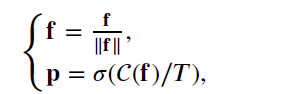 f = f / ‖f‖,
p = σ(C(f)/T),